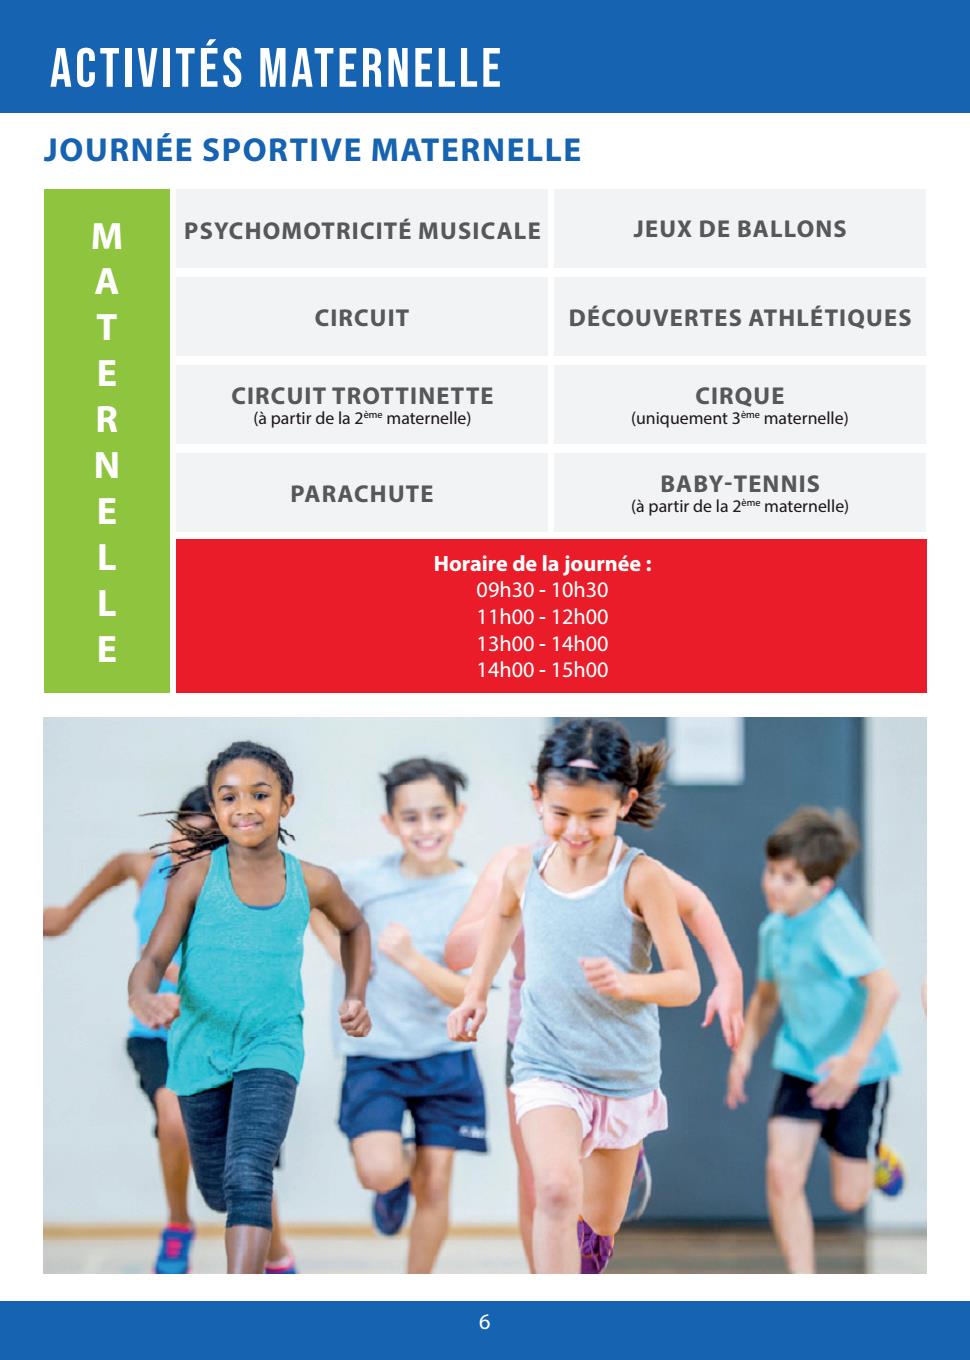 ACTIVITÉS MATERNELLE
JOURNÉE SPORTIVE MATERNELLE
M
A
T
E
R
N
E
L
L
E
PSYCHOMOTRICITÉ MUSICALE
JEUX DE BALLONS
CIRCUIT
DÉCOUVERTES ATHLÉTIQUES
CIRCUIT TROTTINETTE
(à partir de la 2ème maternelle)
CIRQUE
(uniquement 3ème maternelle)
PARACHUTE
BABY-TENNIS
(à partir de la 2ème maternelle)
Horaire de la journée :
09h30 - 10h30
11h00 - 12h00
13h00 - 14h00
14h00 - 15h00
6